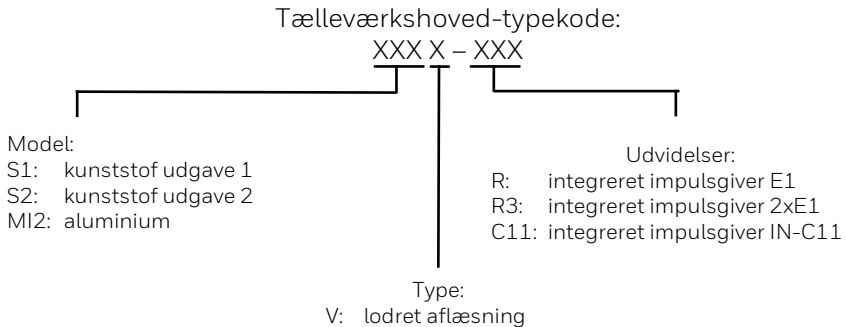 Tælleværkshoved-typekode:
XXX X – XXX
Model:
S1: kunststof udgave 1
S2: kunststof udgave 2
MI2: aluminium
Udvidelser:
R: integreret impulsgiver E1
R3: integreret impulsgiver 2xE1
C11: integreret impulsgiver IN-C11
Type:
V: lodret aflæsning